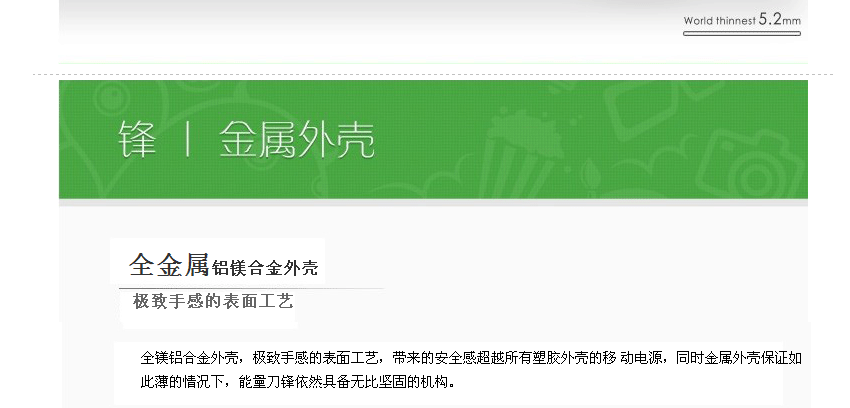 World thinnest 5.2mm
锋 | 金属外壳
全金属铝镁合金外壳
极致手感的表面工艺
全镁铝合金外壳，极致手感的表面工艺，带来的安全感超越所有塑胶外壳的移 动电源，同时金属外壳保证如
此薄的情况下，能量刀锋依然具备无比坚固的机构。